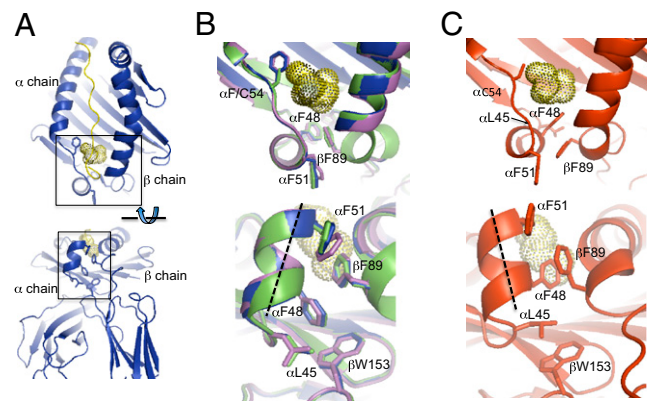 A
α chain
β chain
α chain
β chain
B
αF/C54
αF48
βF89
αF51
αF51
βF89
αF48
αL45
βW153
C
αC54
αF48
αL45
αF51
βF89
αF51
βF89
αF48
αL45
βW153